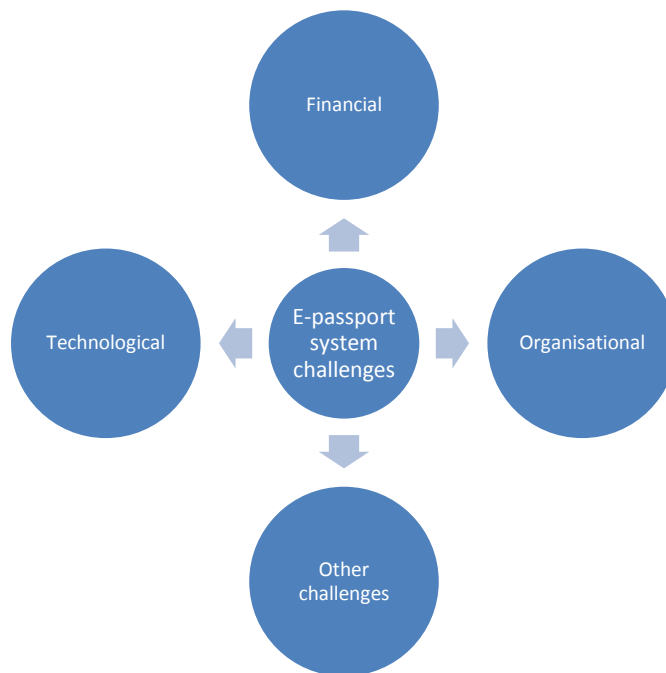 Financial
Technological
E-passport
system
challenges
Organisational
Other
challenges